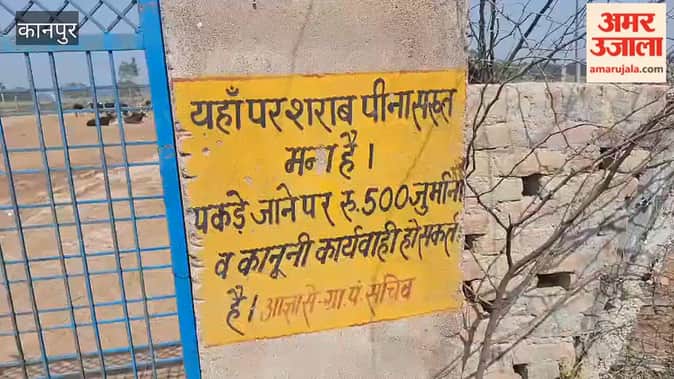 कानपुर
अमर
उजाला
amarujala.com
यहाँ पर शराब पीना सख्त
मना है।
पकड़े जाने पर रु.500 जुर्माना
व कानूनी कार्यवाही हो सकती
है। आज्ञा से-ग्रा.पं. सचिव